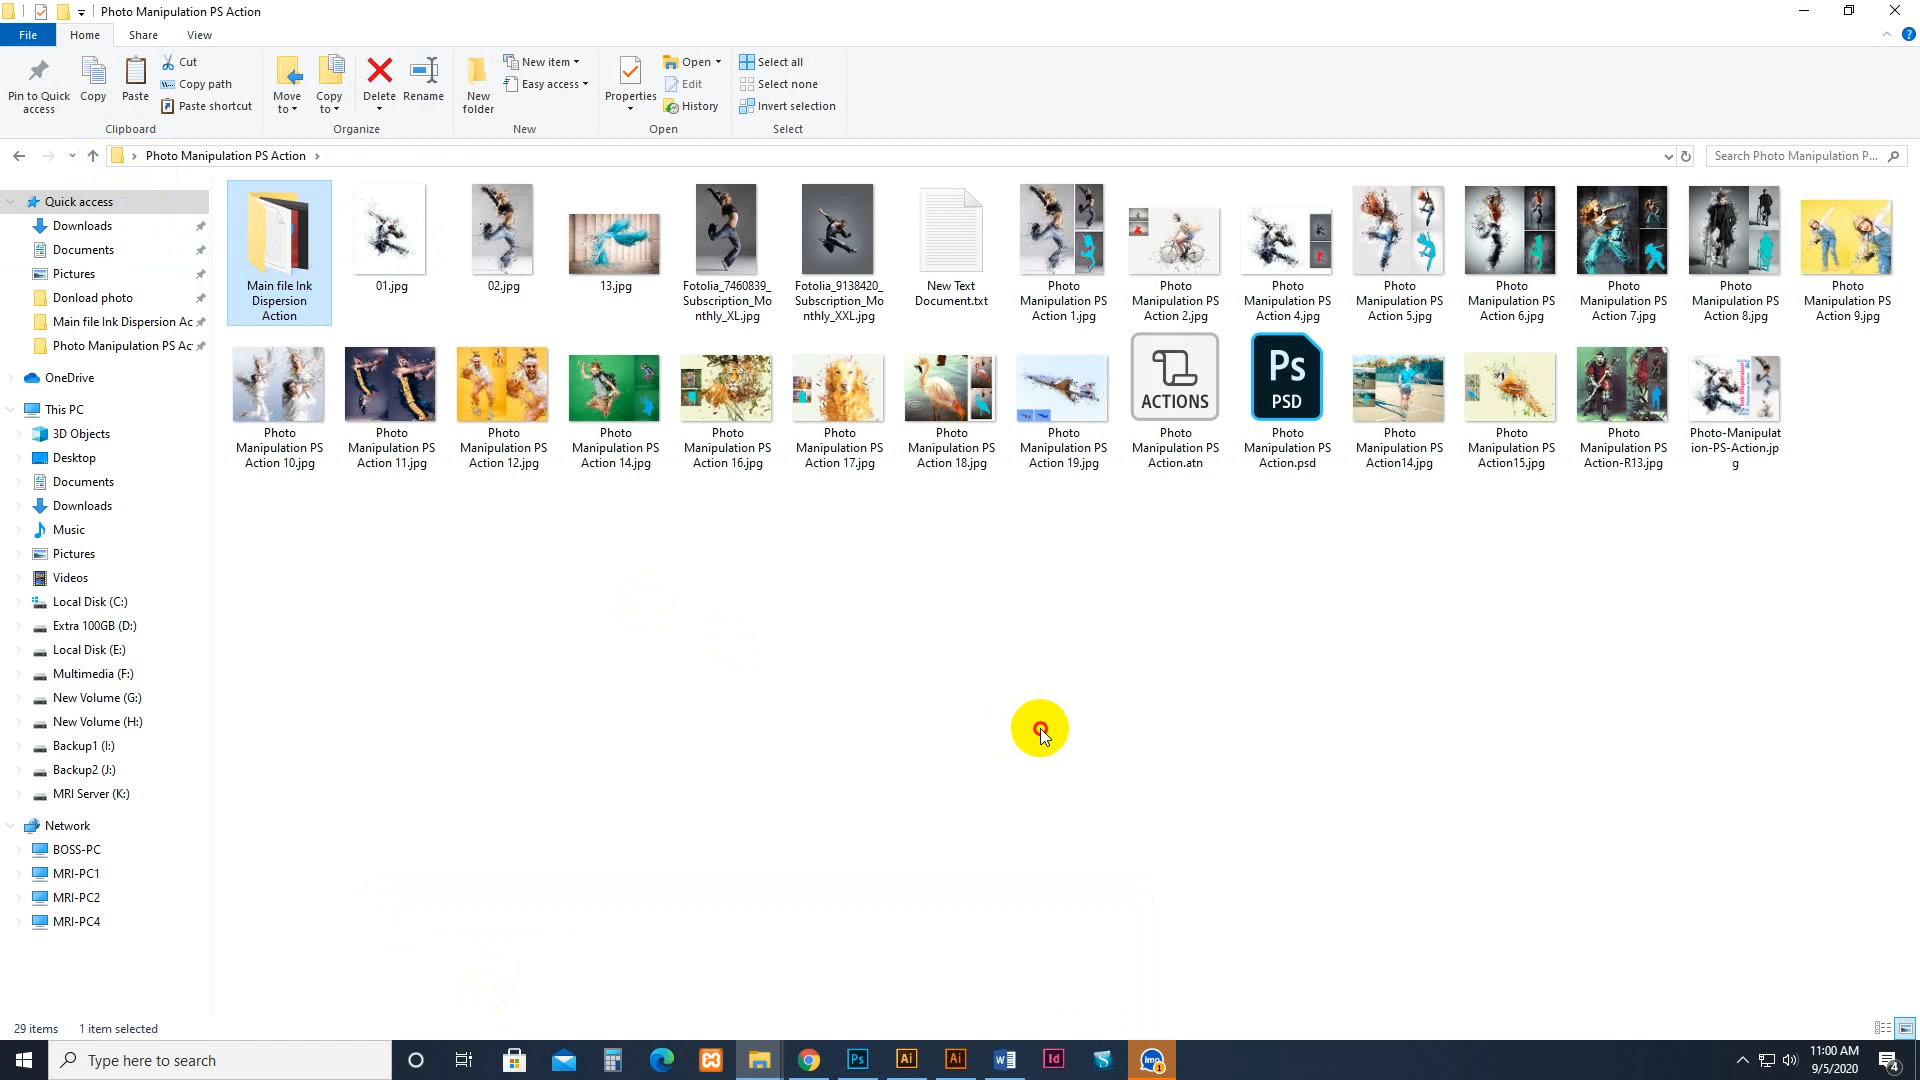 Photo Manipulation PS Action
File
Home
Share
View
Pin to Quick access
Copy
Paste
Cut
Copy path
Paste shortcut
Clipboard
Move to
Copy to
Delete
Rename
Organize
New folder
New item
Easy access
New
Properties
Open
Edit
History
Open
Select all
Select none
Invert selection
Select
Photo Manipulation PS Action
Search Photo Manipulation P...
Quick access
Downloads
Documents
Pictures
Donload photo
Main file Ink Dispersion Ac
Photo Manipulation PS Ac
OneDrive
This PC
3D Objects
Desktop
Documents
Downloads
Music
Pictures
Videos
Local Disk (C:)
Extra 100GB (D:)
Local Disk (E:)
Multimedia (F:)
New Volume (G:)
New Volume (H:)
Backup1 (I:)
Backup2 (J:)
MRI Server (K:)
Network
BOSS-PC
MRI-PC1
MRI-PC2
MRI-PC4
Main file Ink
Dispersion
Action
01.jpg
02.jpg
13.jpg
Fotolia_7460839_
Subscription_Mo
nthly_XL.jpg
Fotolia_9138420_
Subscription_Mo
nthly_XXL.jpg
New Text
Document.txt
Photo
Manipulation PS
Action 1.jpg
Photo
Manipulation PS
Action 2.jpg
Photo
Manipulation PS
Action 4.jpg
Photo
Manipulation PS
Action 5.jpg
Photo
Manipulation PS
Action 6.jpg
Photo
Manipulation PS
Action 7.jpg
Photo
Manipulation PS
Action 8.jpg
Photo
Manipulation PS
Action 9.jpg
Photo
Manipulation PS
Action 10.jpg
Photo
Manipulation PS
Action 11.jpg
Photo
Manipulation PS
Action 12.jpg
Photo
Manipulation PS
Action 14.jpg
Photo
Manipulation PS
Action 16.jpg
Photo
Manipulation PS
Action 17.jpg
Photo
Manipulation PS
Action 18.jpg
Photo
Manipulation PS
Action 19.jpg
ACTIONS
Photo
Manipulation PS
Action.atn
Ps
PSD
Photo
Manipulation PS
Action.psd
Photo
Manipulation PS
Action14.jpg
Photo
Manipulation PS
Action15.jpg
Photo
Manipulation PS
Action-R13.jpg
Photo-Manipulat
ion-PS-Action.jp
g
29 items
1 item selected
Type here to search
Ps
Ai
Ai
Id
img
1
11:00 AM
9/5/2020
4